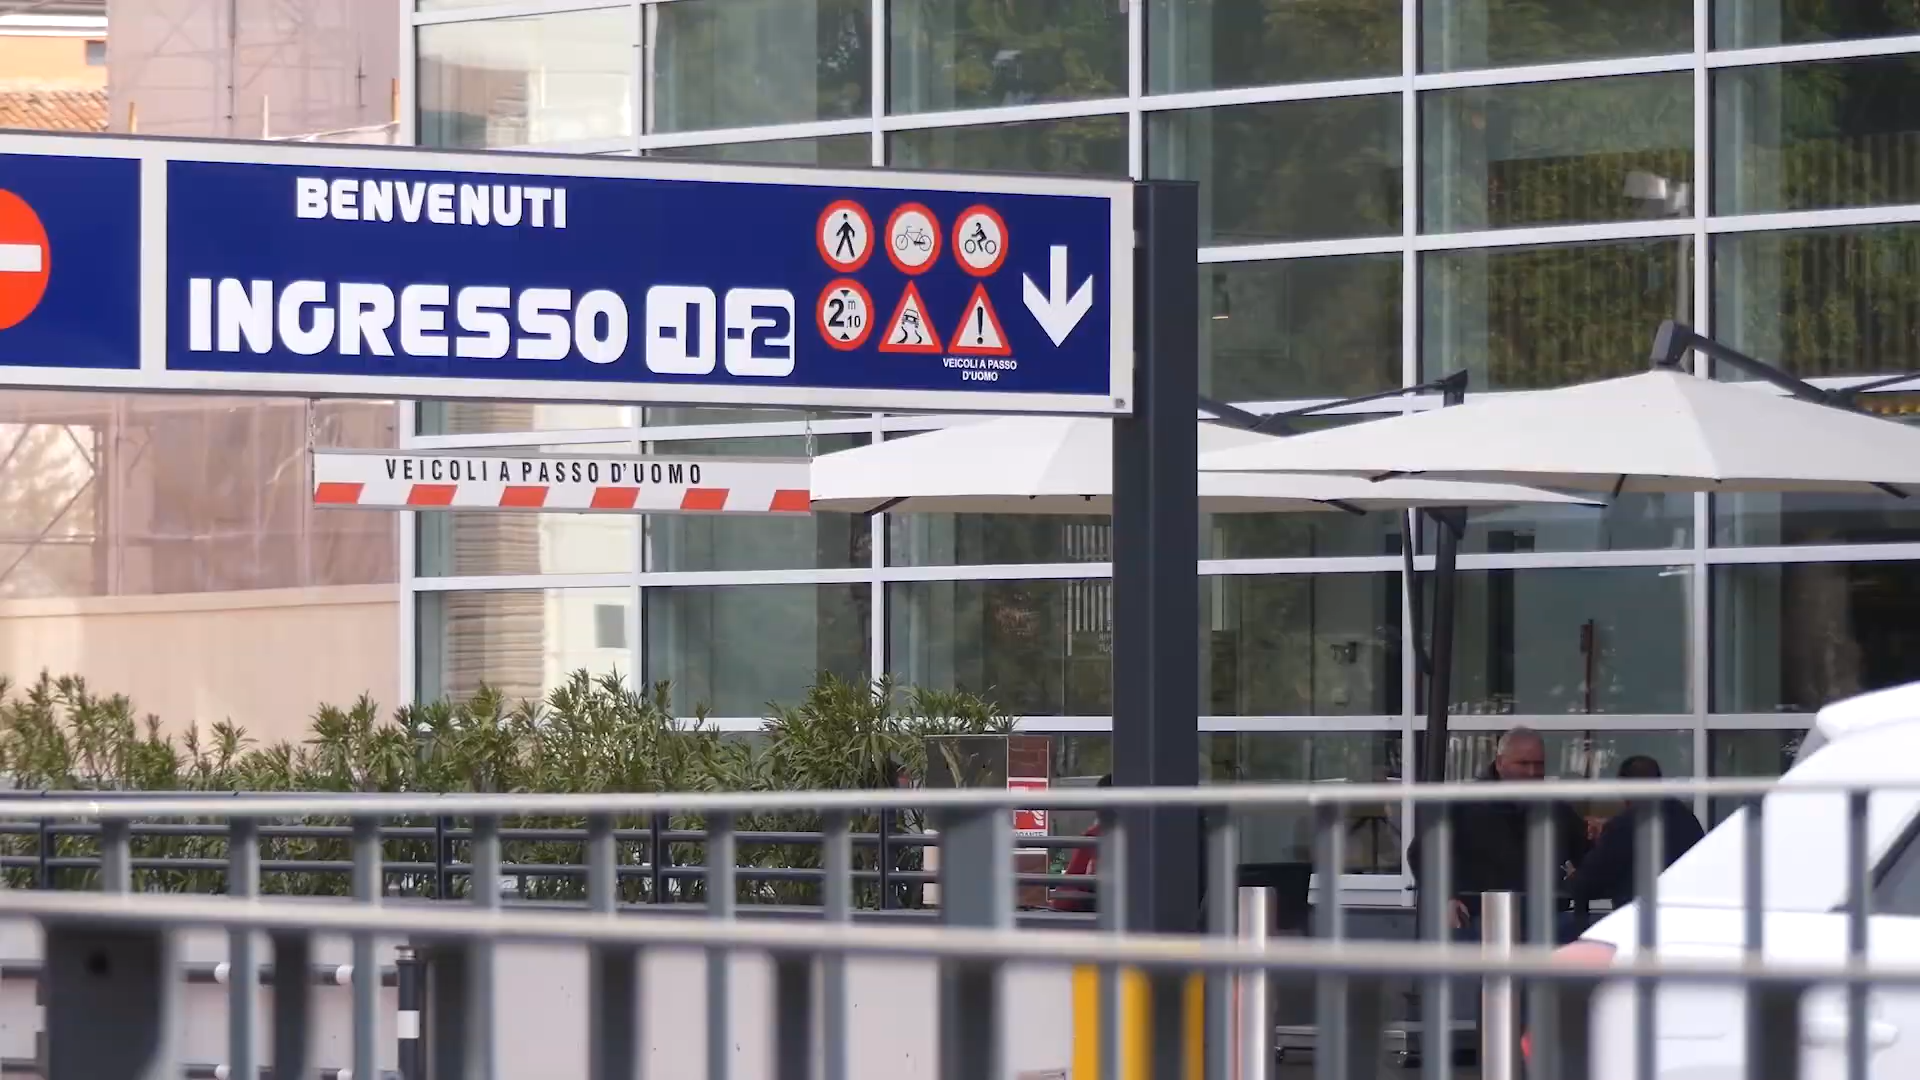 BENVENUTI
INGRESSO -1 -2
2m,10
VEICOLI A PASSO
D'UOMO
VEICOLI A PASSO D'UOMO